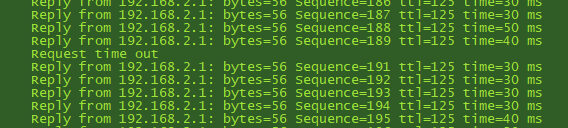 Reply from 192.168.2.1: bytes=56 Sequence=186 ttl=125 time=30 ms
Reply from 192.168.2.1: bytes=56 Sequence=187 ttl=125 time=30 ms
Reply from 192.168.2.1: bytes=56 Sequence=188 ttl=125 time=50 ms
Reply from 192.168.2.1: bytes=56 Sequence=189 ttl=125 time=40 ms
Request time out
Reply from 192.168.2.1: bytes=56 Sequence=191 ttl=125 time=30 ms
Reply from 192.168.2.1: bytes=56 Sequence=192 ttl=125 time=30 ms
Reply from 192.168.2.1: bytes=56 Sequence=193 ttl=125 time=30 ms
Reply from 192.168.2.1: bytes=56 Sequence=194 ttl=125 time=30 ms
Reply from 192.168.2.1: bytes=56 Sequence=195 ttl=125 time=40 ms